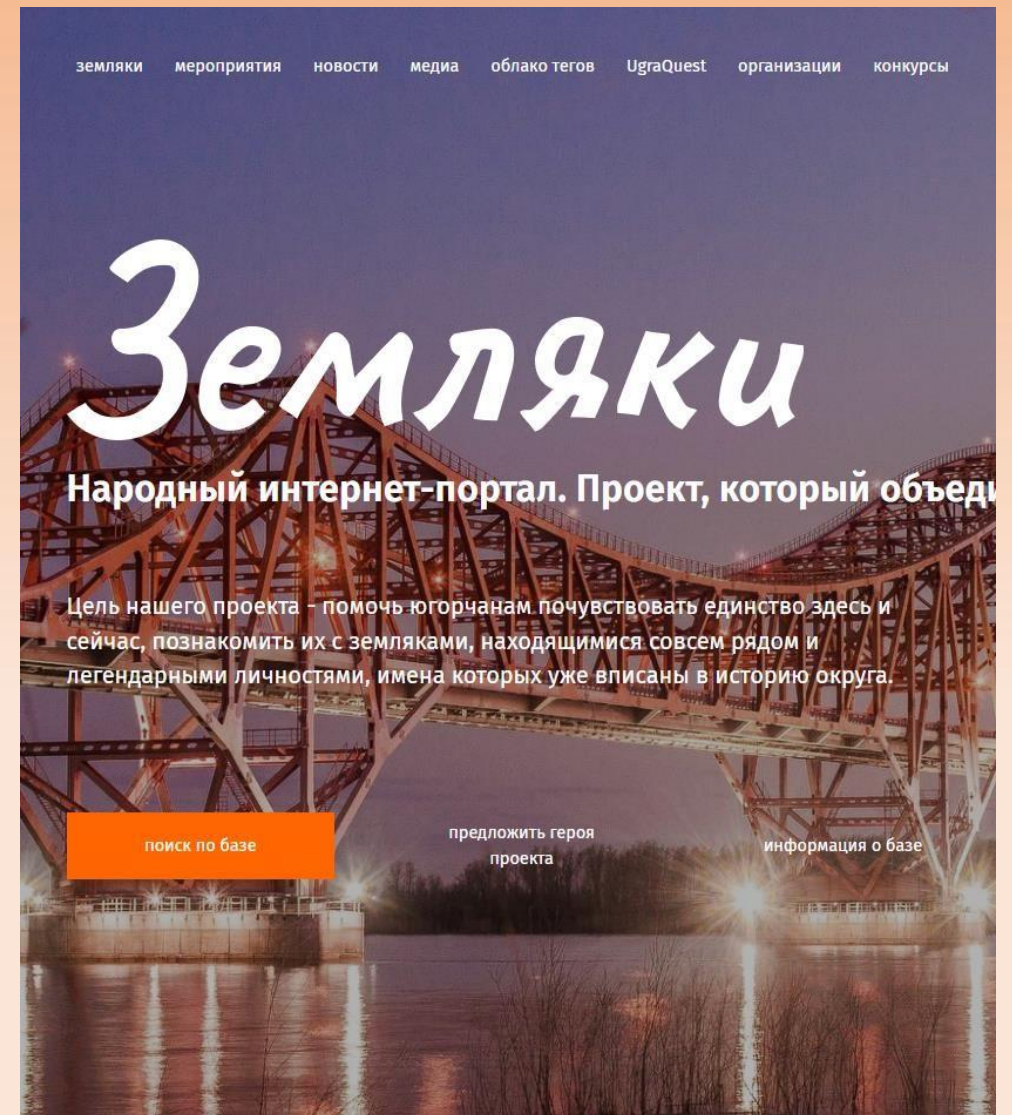 земляки мероприятия новости медиа облако тегов UgraQuest организации конкурсы
Земляки
Народный интернет-портал. Проект, который
Цель нашего проекта - помочь югорчанам почувствовать единство здесь и
сейчас, познакомить их с земляками, находящимися совсем рядом и
легендарными личностями, имена которых уже вписаны в историю округа.
поиск по базе
предложить героя
проекта
информация о базе